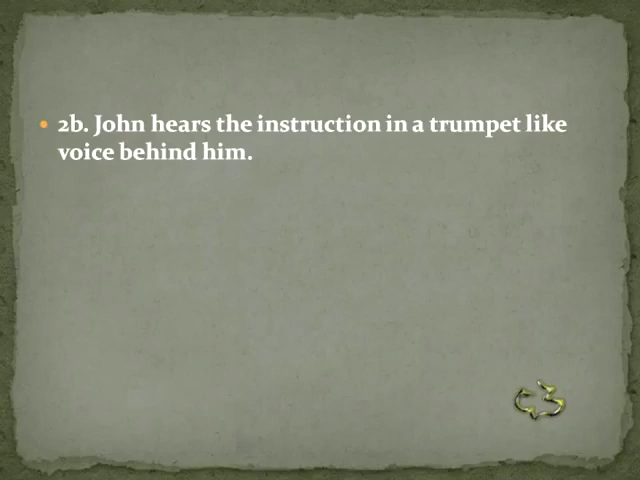 • 2b. John hears the instruction in a trumpet like
voice behind him.